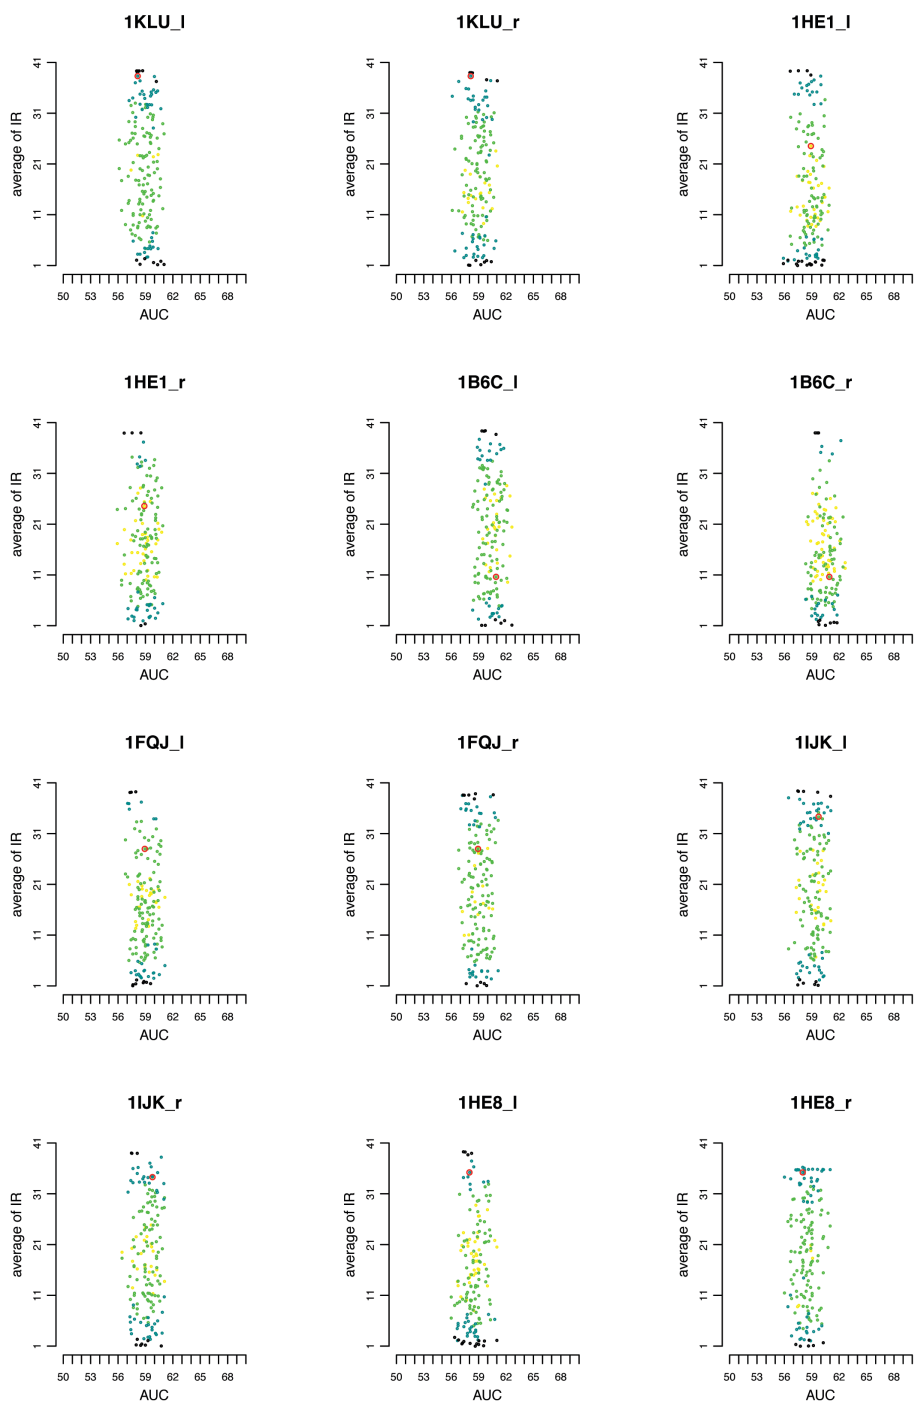 1KLU_l 1KLU_r 1HE1_l
average of IR average of IR average of IR
41 41 41
31 31 31
21 21 21
11 11 11
1 1 1
50 53 56 59 62 65 68 50 53 56 59 62 65 68 50 53 56 59 62 65 68
AUC AUC AUC
1HE1_r 1B6C_l 1B6C_r
average of IR average of IR average of IR
41 41 41
31 31 31
21 21 21
11 11 11
1 1 1
50 53 56 59 62 65 68 50 53 56 59 62 65 68 50 53 56 59 62 65 68
AUC AUC AUC
1FQJ_l 1FQJ_r 1IJK_l
average of IR average of IR average of IR
41 41 41
31 31 31
21 21 21
11 11 11
1 1 1
50 53 56 59 62 65 68 50 53 56 59 62 65 68 50 53 56 59 62 65 68
AUC AUC AUC
1IJK_r 1HE8_l 1HE8_r
average of IR average of IR average of IR
41 41 41
31 31 31
21 21 21
11 11 11
1 1 1
50 53 56 59 62 65 68 50 53 56 59 62 65 68 50 53 56 59 62 65 68
AUC AUC AUC